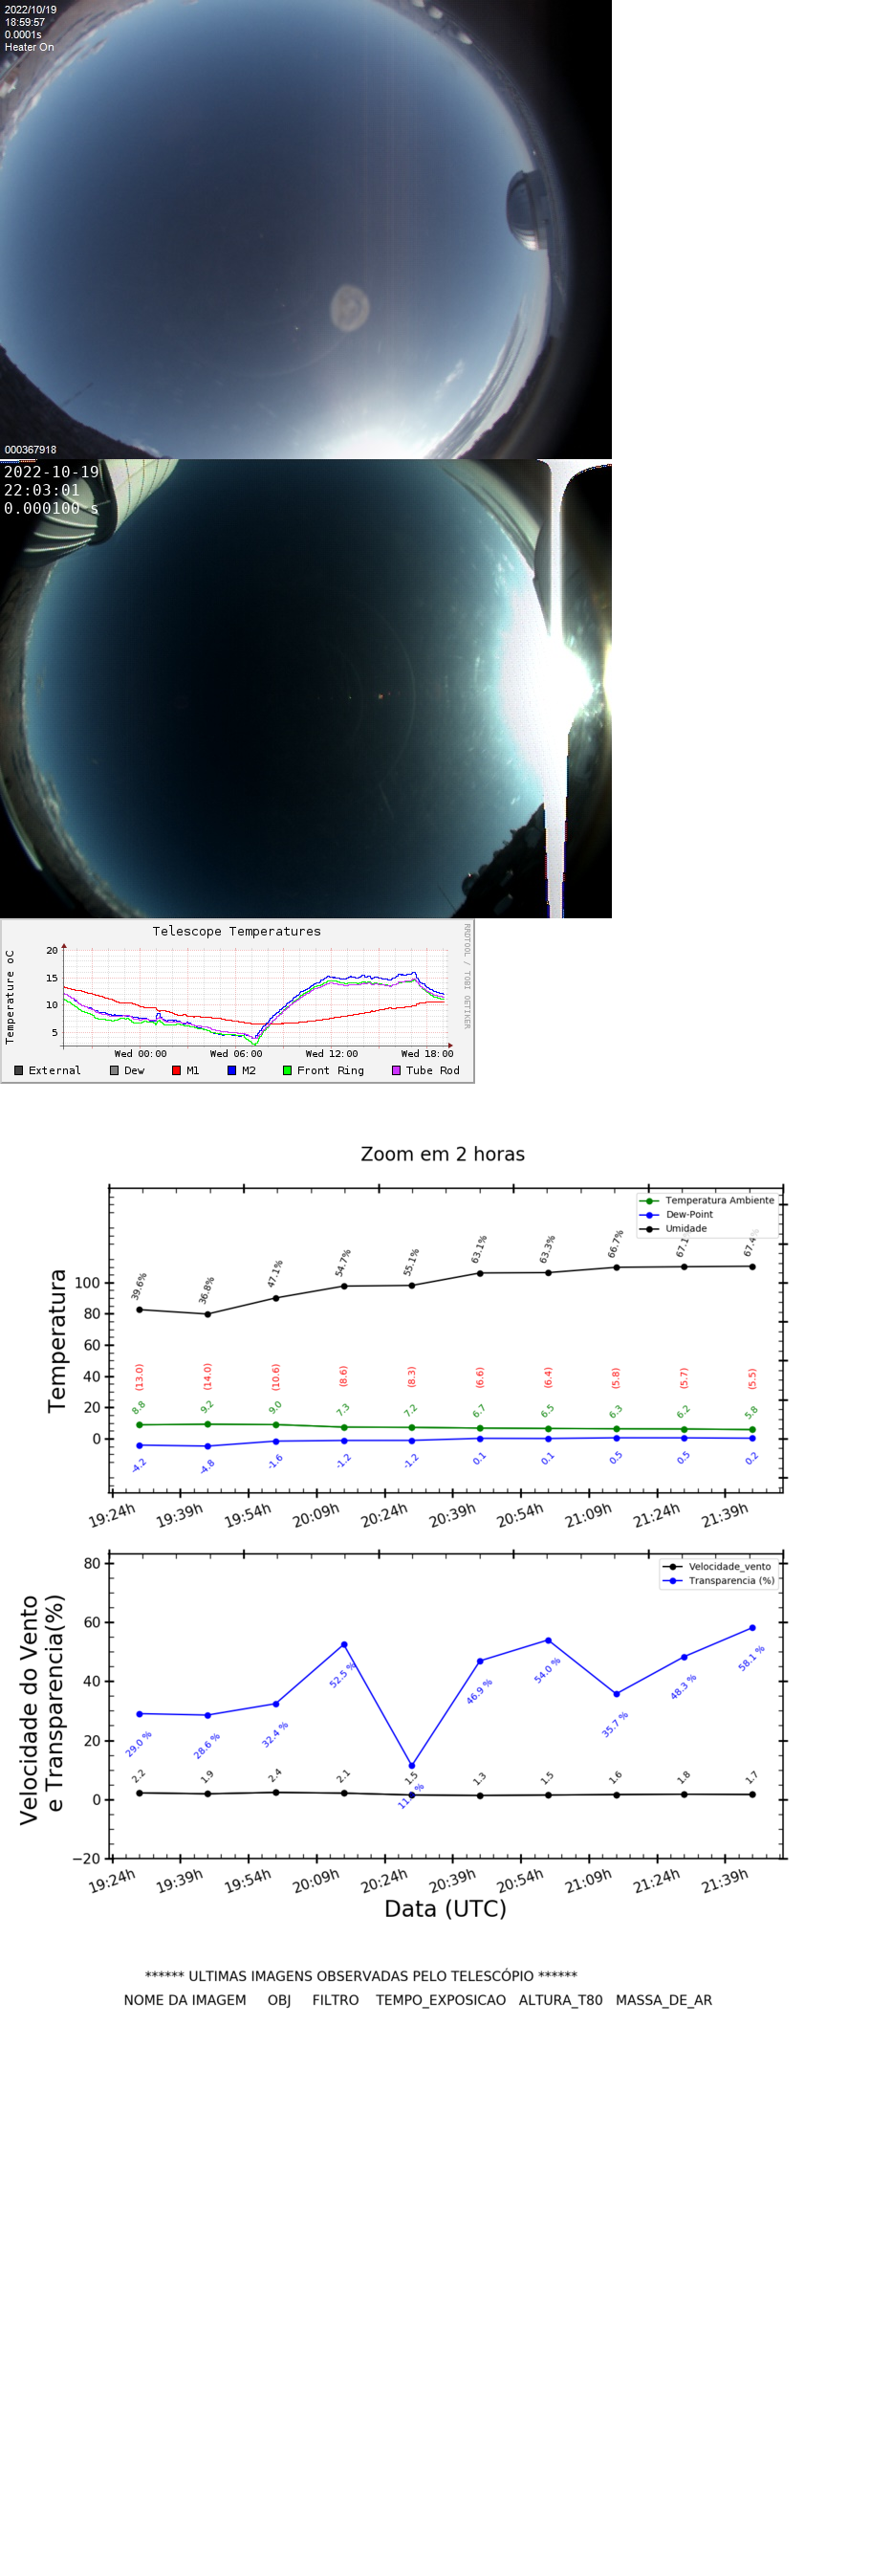 2022/10/19
18:59:57
0.0001s
Heater On
000367918
2022-10-19
22:03:01
0.000100 s
Telescope Temperatures
RRDTOOL / TOBI OETIKER
Temperature oC
20
15
10
5
Wed 00:00 Wed 06:00 Wed 12:00 Wed 18:00
External Dew M1 M2 Front Ring Tube Rod
Zoom em 2 horas
Temperatura Ambiente
Dew-Point
Umidade
Temperatura
100
80
60
40
20
0
39.6% 36.8% 47.1% 54.7% 55.1% 63.1% 63.3% 66.7%
(13.0) (14.0) (10.6) (8.6) (8.3) (6.6) (6.4) (5.8) (5.7) (5.5)
8.8 9.2 9.0 7.3 7.2 6.7 6.5 6.3 6.2 5.8
-4.2 -4.8 -1.6 -1.2 -1.2 0.1 0.1 0.5 0.5 0.2
19:24h 19:39h 19:54h 20:09h 20:24h 20:39h 20:54h 21:09h 21:24h 21:39h
Velocidade_vento
Transparencia (%)
Velocidade do Vento
e Transparencia(%)
80
60
40
20
0
−20
29.0 % 28.6 % 32.4 % 52.5 % 46.9 % 54.0 % 35.7 % 48.3 % 58.1 %
2.2 1.9 2.4 2.1 1.5 1.3 1.5 1.6 1.8 1.7
19:24h 19:39h 19:54h 20:09h 20:24h 20:39h 20:54h 21:09h 21:24h 21:39h
Data (UTC)
****** ULTIMAS IMAGENS OBSERVADAS PELO TELESCÓPIO ******
NOME DA IMAGEM OBJ FILTRO TEMPO_EXPOSICAO ALTURA_T80 MASSA_DE_AR